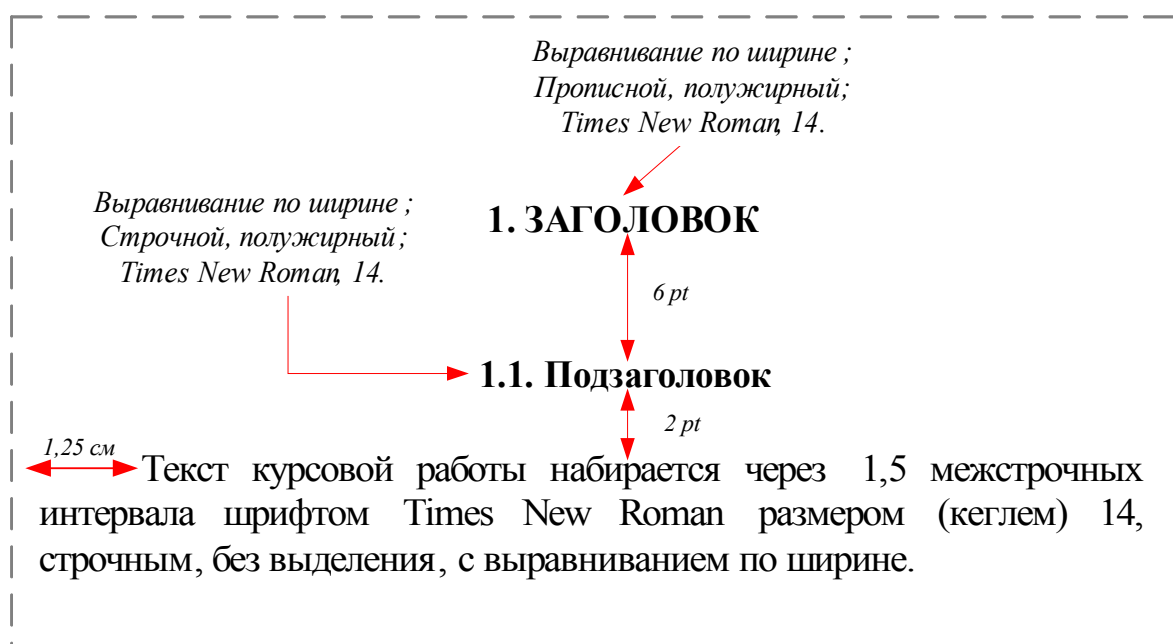 Выравнивание по ширине ;
Прописной, полужирный;
Times New Roman, 14.
Выравнивание по ширине ;
Строчной, полужирный ;
Times New Roman, 14.
1. ЗАГОЛОВОК
6 pt
1.1. Подзаголовок
2 pt
1,25 см
Текст курсовой работы набирается через 1,5 межстрочных
интервала шрифтом Times New Roman размером (кеглем) 14,
строчным, без выделения, с выравниванием по ширине.